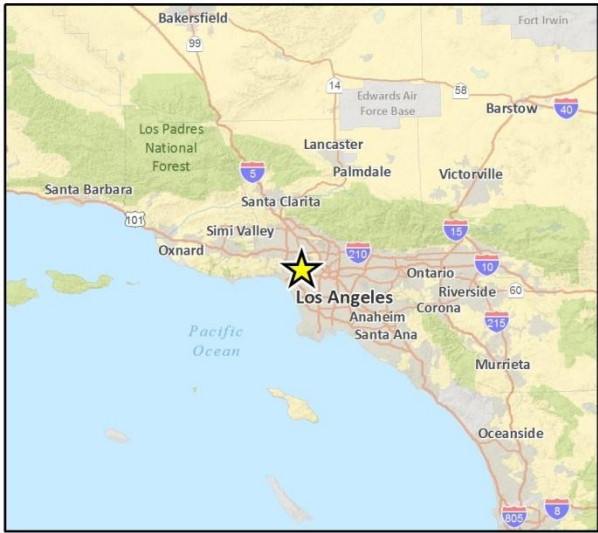 Bakersfield
Fort Irwin
99
14
Edwards Air
Force Base
58
Barstow
40
Los Padres
National
Forest
Lancaster
5
Palmdale
Victorville
Santa Barbara
Santa Clarita
101
Simi Valley
15
Oxnard
210
Ontario
10
Los Angeles
Riverside
60
Corona
Anaheim
215
Pacific
Ocean
Santa Ana
Murrieta
Oceanside
805
8